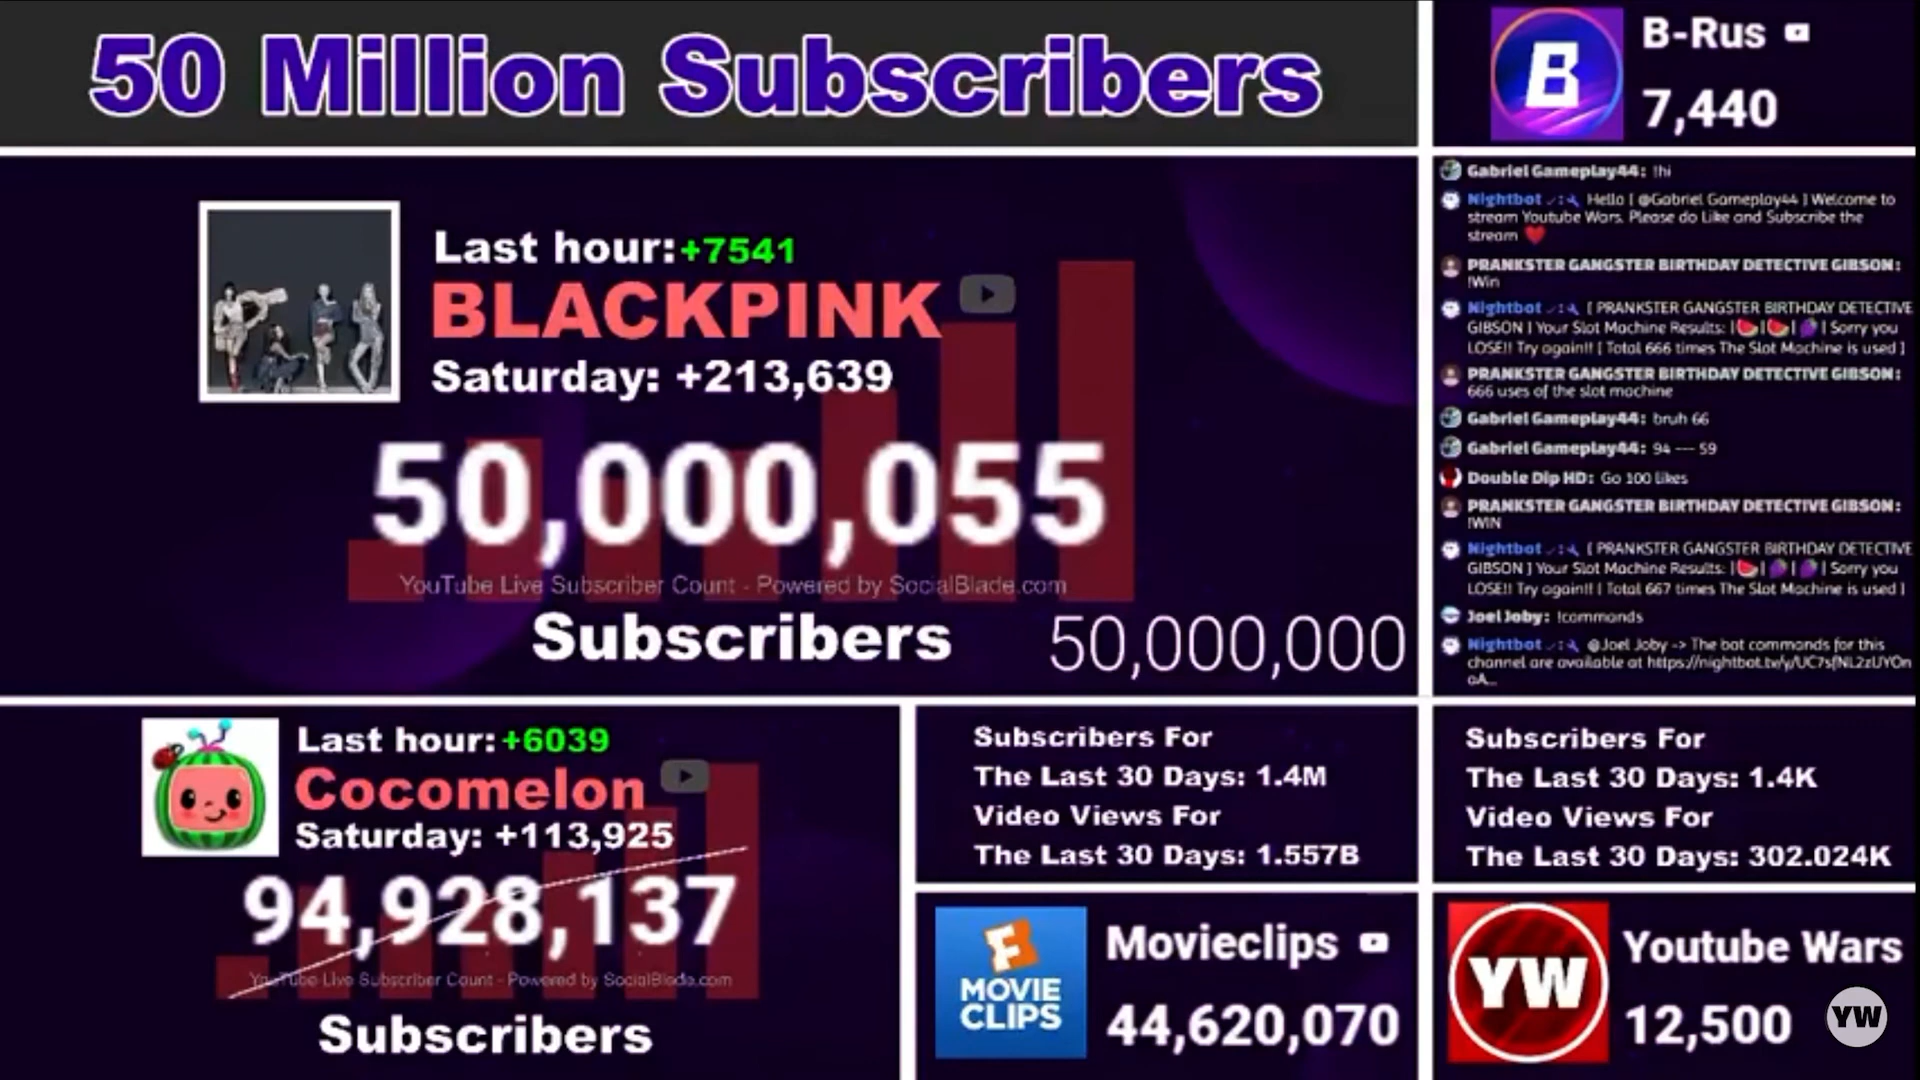 50 Million Subscribers
B-Rus
7,440
B
Last hour:+7541
BLACKPINK
Saturday: +213,639
50,000,055
YouTube Live Subscriber Count - Powered by SocialBlade.com
Subscribers
50,000,000
Gabriel Gameplay44: !hi
Nightbot: Hello [ @Gabriel Gameplay44 ] Welcome to
stream Youtube Wars. Please do Like and Subscribe the
stream ❤️
PRANKSTER GANGSTER BIRTHDAY DETECTIVE GIBSON:
!Win
Nightbot: [ PRANKSTER GANGSTER BIRTHDAY DETECTIVE
GIBSON ] Your Slot Machine Results: |🍉|🍉|🍇| Sorry you
LOSE!! Try again!! [ Total 666 times The Slot Machine is used ]
PRANKSTER GANGSTER BIRTHDAY DETECTIVE GIBSON:
666 uses of the slot machine
Gabriel Gameplay44: bruh 66
Gabriel Gameplay44: 94 --- 59
Double Dip HD: Go 100 likes
PRANKSTER GANGSTER BIRTHDAY DETECTIVE GIBSON:
!WIN
Nightbot: [ PRANKSTER GANGSTER BIRTHDAY DETECTIVE
GIBSON ] Your Slot Machine Results: |🍉|🍇|🍇| Sorry you
LOSE!! Try again!! [ Total 667 times The Slot Machine is used ]
Joel Joby: !commands
Nightbot: @Joel Joby -> The bot commands for this
channel are available at
oA...
Last hour:+6039
Cocomelon
Saturday: +113,925
94,928,137
YouTube Live Subscriber Count - Powered by SocialBlade.com
Subscribers
Subscribers For
The Last 30 Days: 1.4M
Video Views For
The Last 30 Days: 1.557B
Subscribers For
The Last 30 Days: 1.4K
Video Views For
The Last 30 Days: 302.024K
F
MOVIE
CLIPS
Movieclips
44,620,070
YW
Youtube Wars
12,500
YW